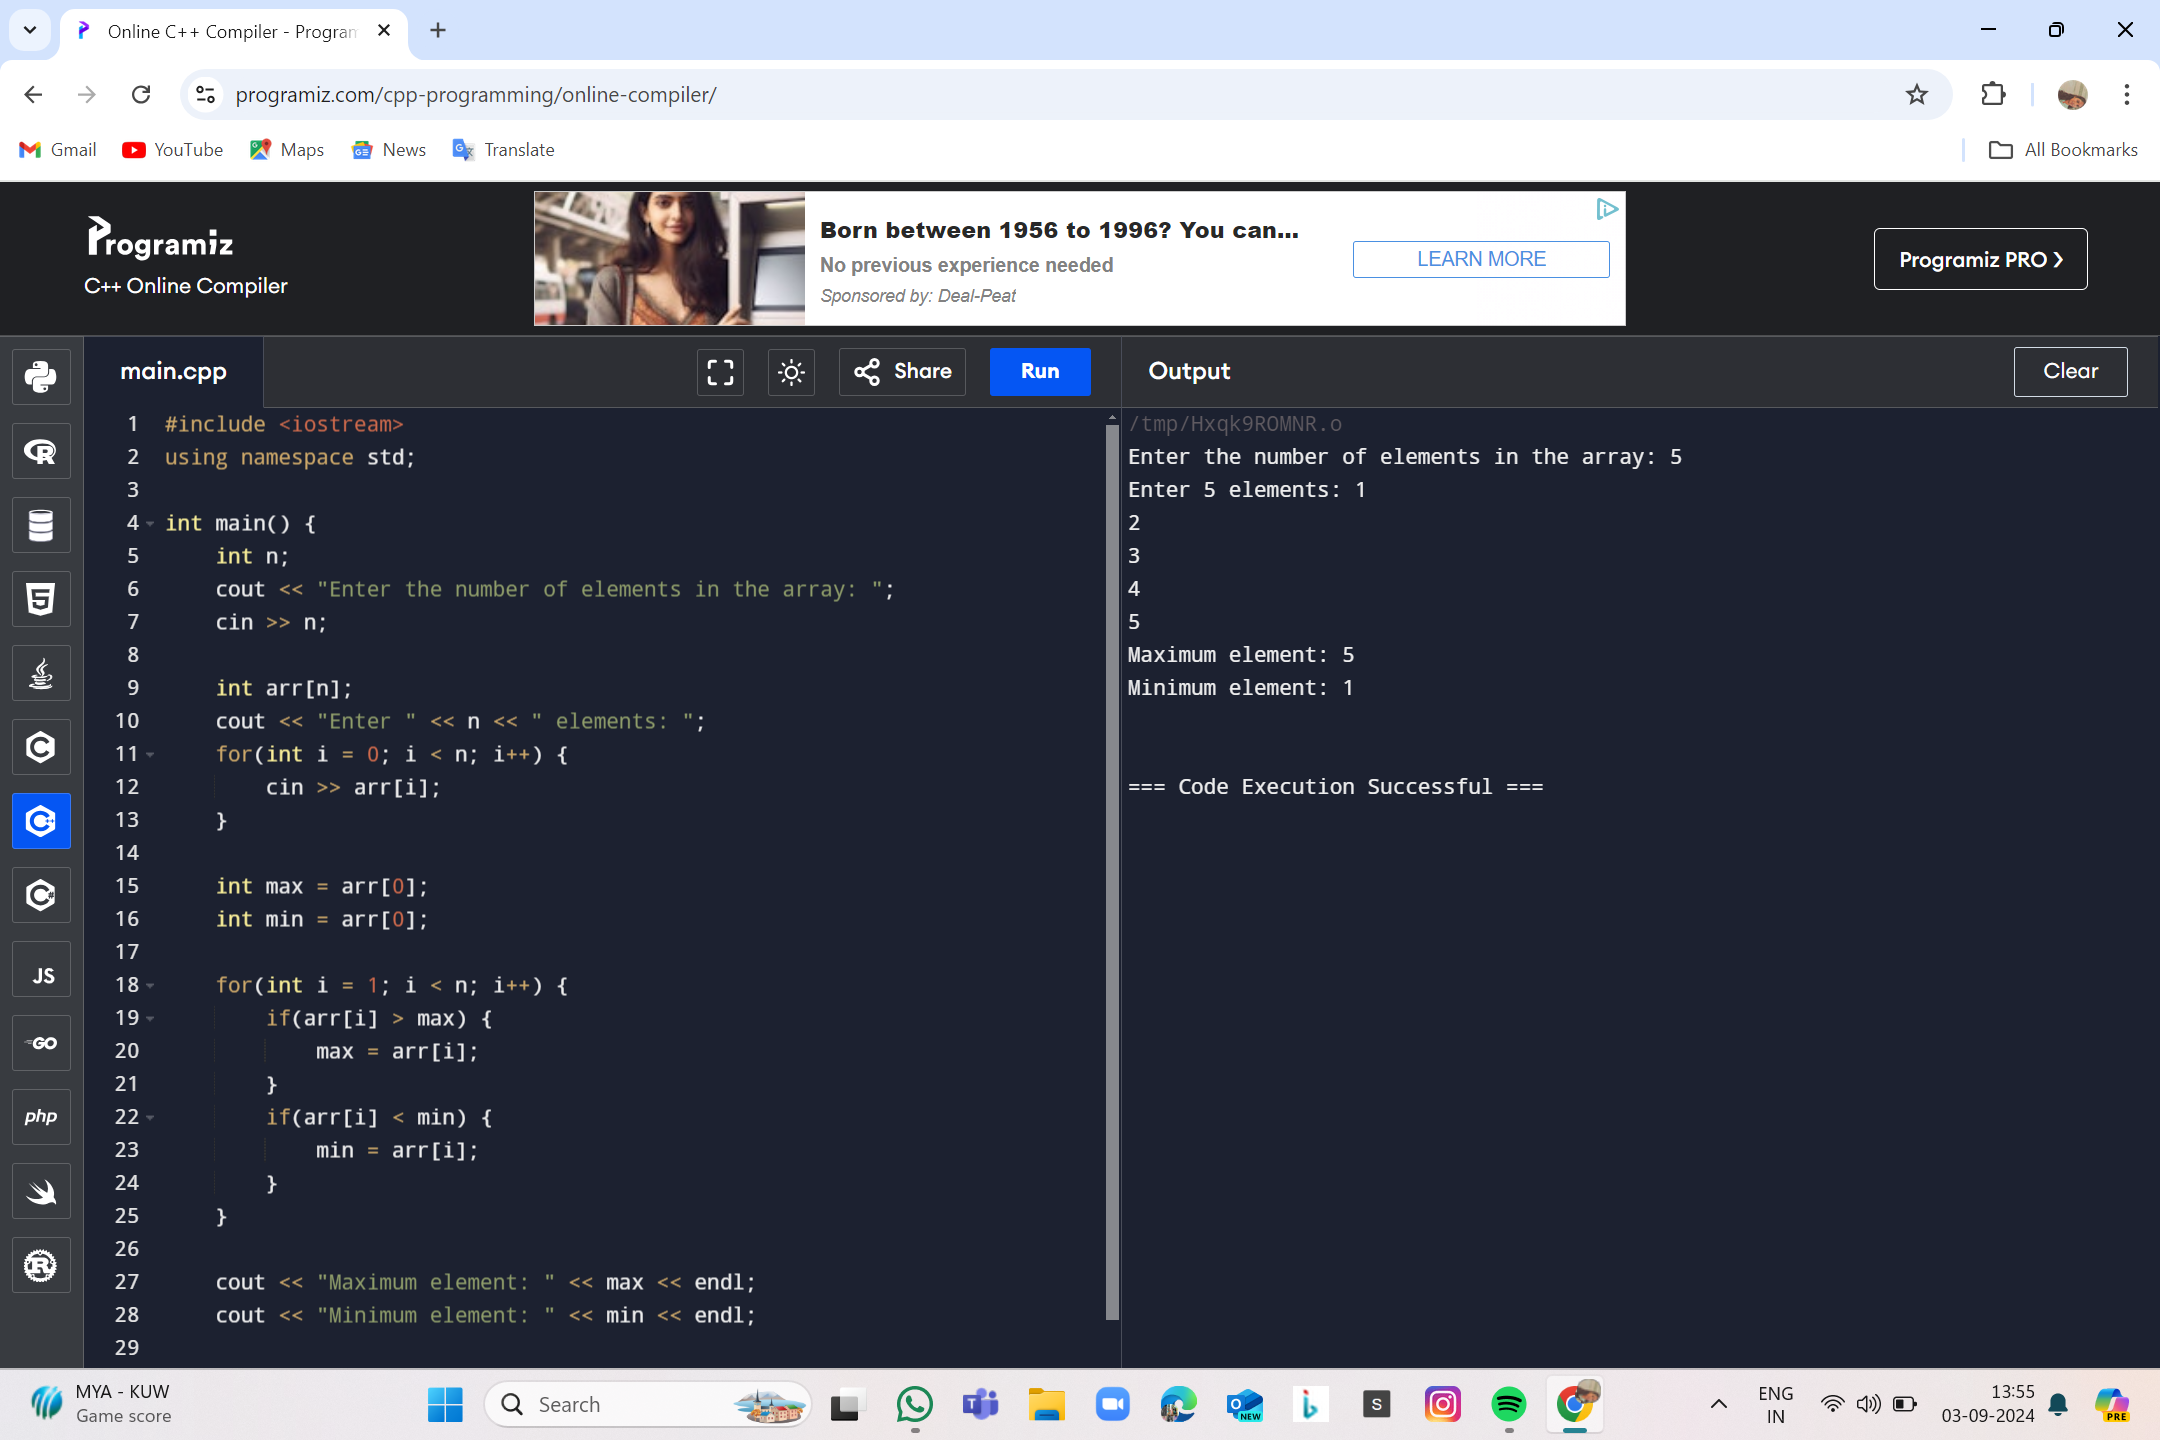 Online C++ Compiler - Program
programiz.com/cpp-programming/online-compiler/
Gmail YouTube Maps News Translate All Bookmarks
Programiz
C++ Online Compiler
Born between 1956 to 1996? You can...
No previous experience needed
Sponsored by: Deal-Peat
LEARN MORE
Programiz PRO ❯
main.cpp Share Run Output Clear
1 #include <iostream>
2 using namespace std;
3
4 int main() {
5     int n;
6     cout << "Enter the number of elements in the array: ";
7     cin >> n;
8
9     int arr[n];
10     cout << "Enter " << n << " elements: ";
11     for(int i = 0; i < n; i++) {
12         cin >> arr[i];
13     }
14
15     int max = arr[0];
16     int min = arr[0];
17
18     for(int i = 1; i < n; i++) {
19         if(arr[i] > max) {
20             max = arr[i];
21         }
22         if(arr[i] < min) {
23             min = arr[i];
24         }
25     }
26
27     cout << "Maximum element: " << max << endl;
28     cout << "Minimum element: " << min << endl;
29
/tmp/Hxqk9ROMNR.o
Enter the number of elements in the array: 5
Enter 5 elements: 1
2
3
4
5
Maximum element: 5
Minimum element: 1
=== Code Execution Successful ===
JS
GO
php
MYA - KUW
Game score
Search
NEW
S
ENG
IN
13:55
03-09-2024
PRE